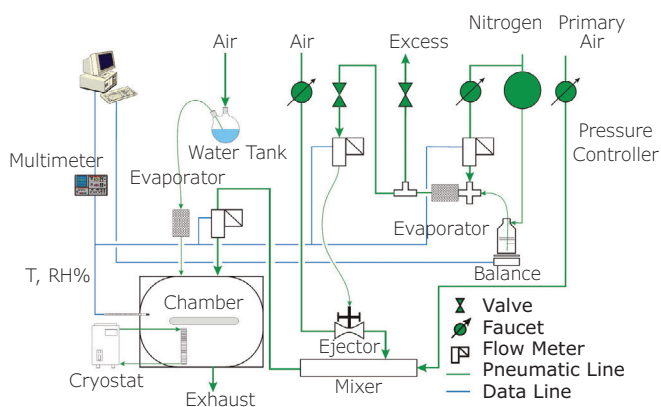 Nitrogen
Primary
Air
Air
Air
Excess
Pressure
Controller
Water Tank
Multimeter
Evaporator
Evaporator
Balance
T, RH%
Chamber
Valve
Faucet
Flow Meter
Pneumatic Line
Data Line
Ejector
Mixer
Cryostat
Exhaust